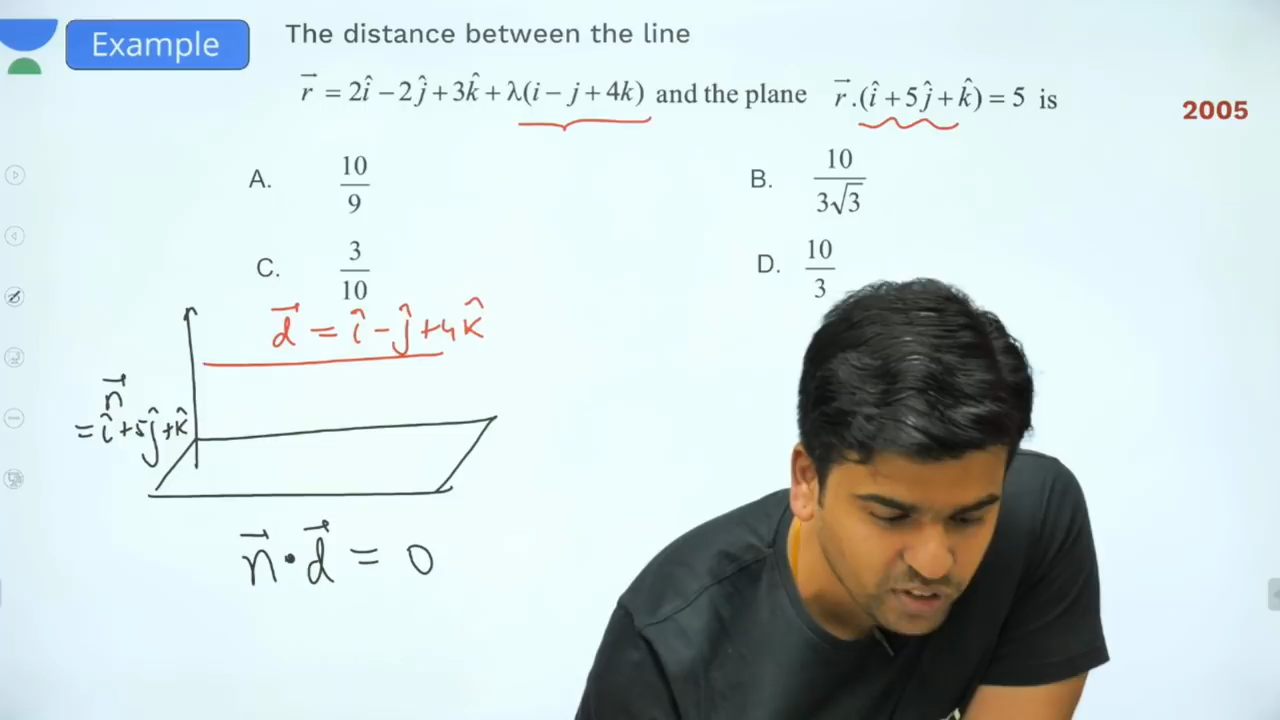 Example
The distance between the line
r⃗ = 2î − 2ĵ + 3k̂ + λ(i − j + 4k) and the plane r⃗.(î + 5ĵ + k̂) = 5 is
2005
A. 10/9
B. 10/3√3
C. 3/10
D. 10/3
d⃗ = î − ĵ + 4k̂
n⃗
= î + 5ĵ + k̂
n⃗ · d⃗ = 0